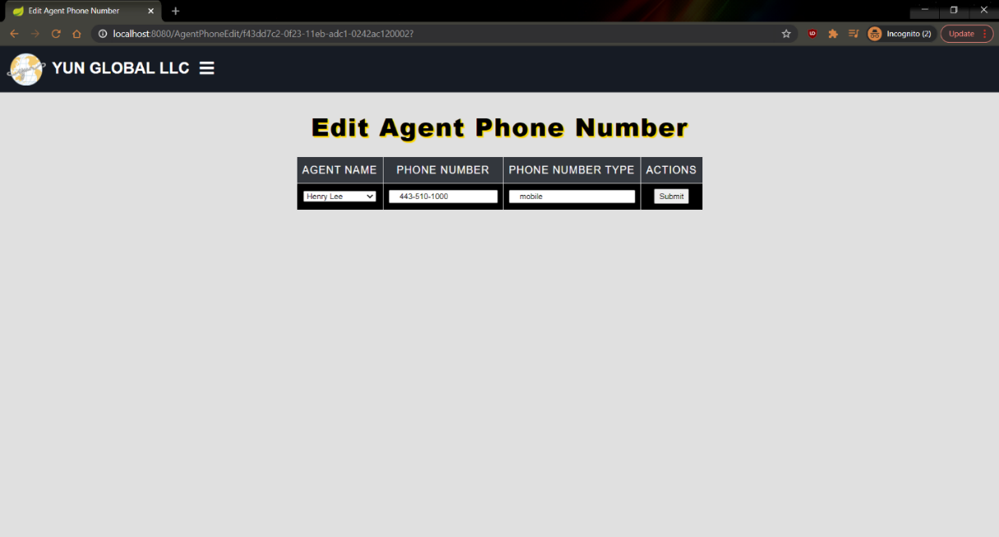 Edit Agent Phone Number
localhost:8080/AgentPhoneEdit/f43dd7c2-0f23-11eb-adc1-0242ac120002?
Incognito (2)
Update
YUN GLOBAL LLC
Edit Agent Phone Number
AGENT NAME PHONE NUMBER PHONE NUMBER TYPE ACTIONS
Henry Lee 443-510-1000 mobile Submit